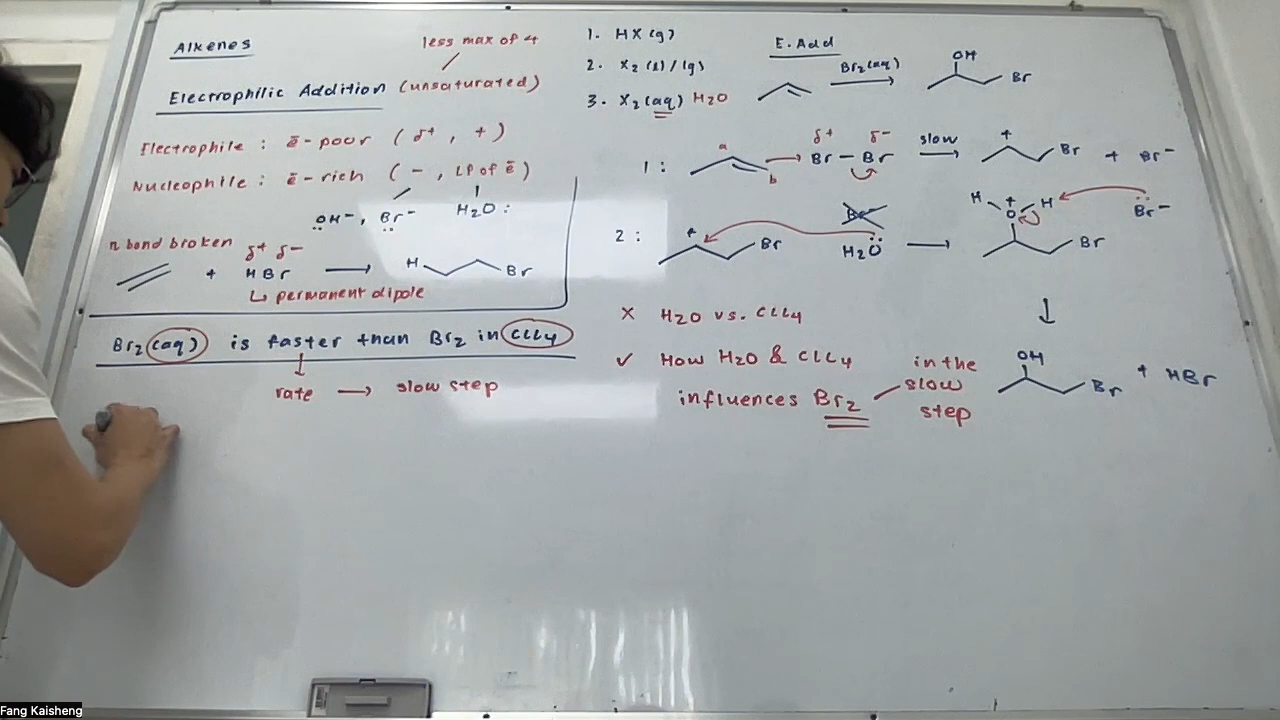 Alkenes
less max of 4
Electrophilic Addition (unsaturated)
Electrophile : ē-poor ( δ+ , + )
Nucleophile : ē-rich ( - , LP of ē )
OH- , Br- H2O :
π bond broken δ+ δ-
+ HBr → H Br
↳ permanent dipole
Br2(aq) is faster than Br2 in CCl4
↓
rate → slow step
1. HX (g)
2. X2 (l) / (g)
3. X2 (aq) H2O
E. Add
Br2(aq)
→ OH Br
1 : a b δ+ δ-
Br - Br slow → + Br + Br-
2 : + Br Br- H2O → H + H O Br Br-
↓
OH Br + HBr
✗ H2O vs. CCl4
✓ How H2O & CCl4
influences Br2
in the
slow
step
Fang Kaisheng